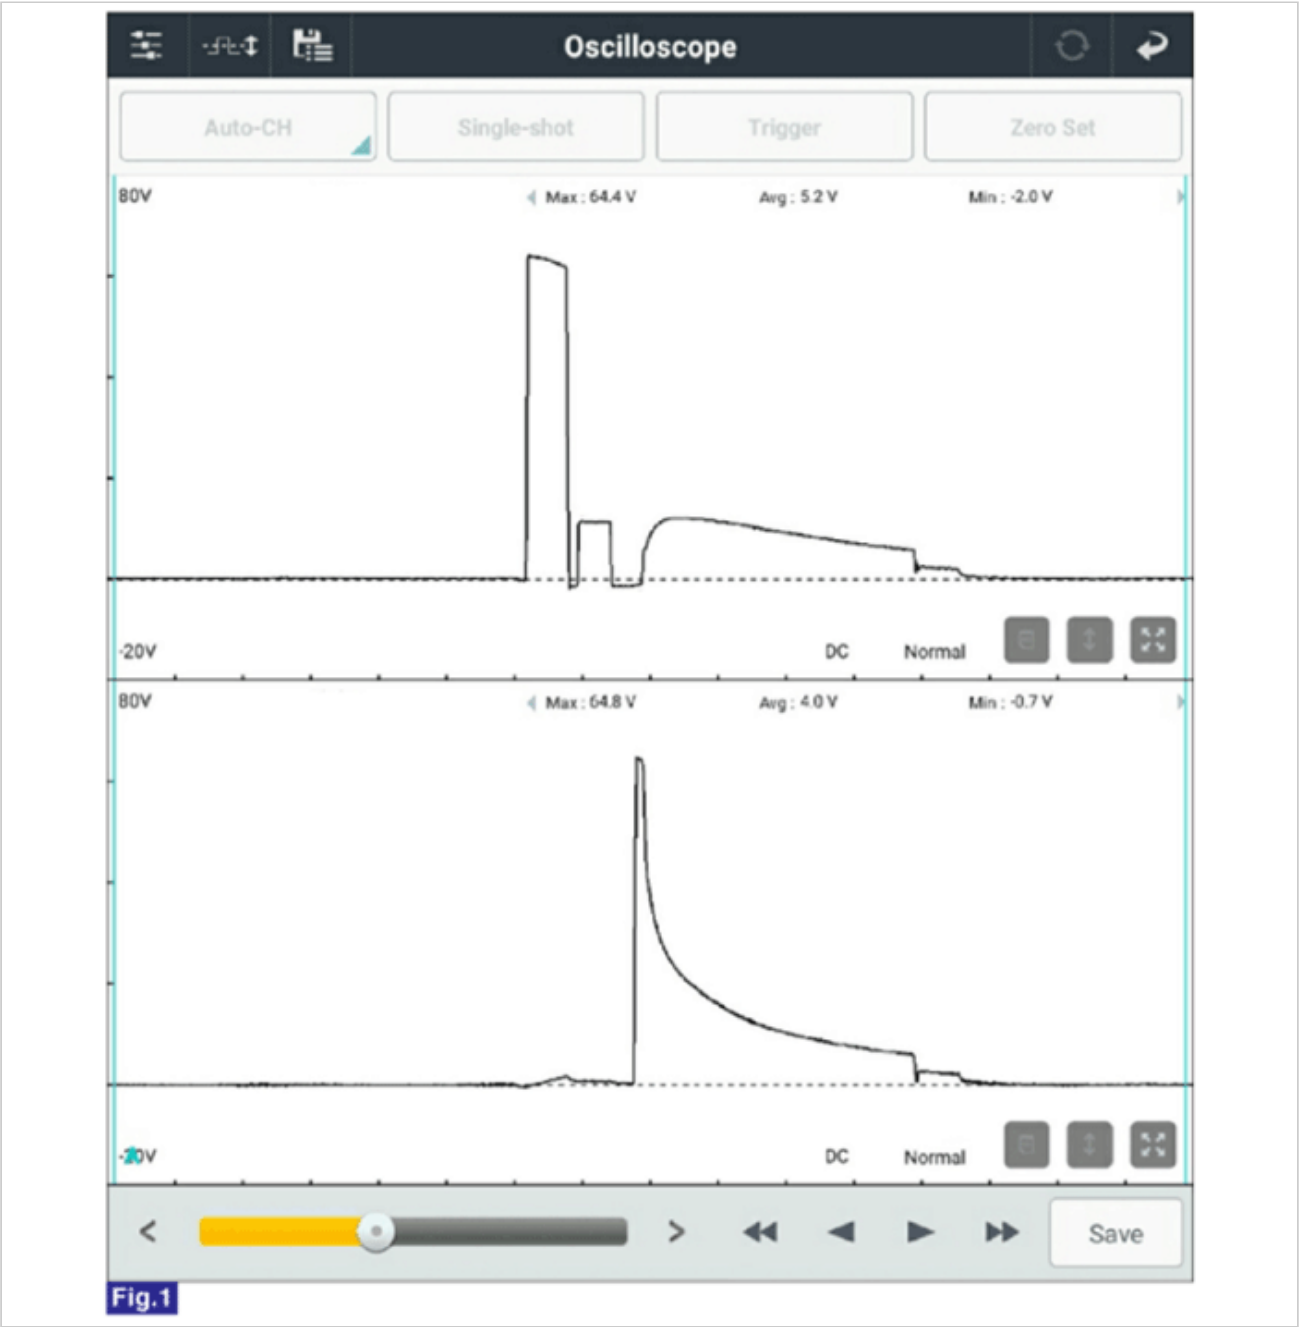 Oscilloscope
Auto-CH Single-shot Trigger Zero Set
80V Max : 64.4 V Avg : 5.2 V Min : -2.0 V
-20V DC Normal
80V Max : 64.8 V Avg : 4.0 V Min : -0.7 V
-20V DC Normal
Save
Fig.1